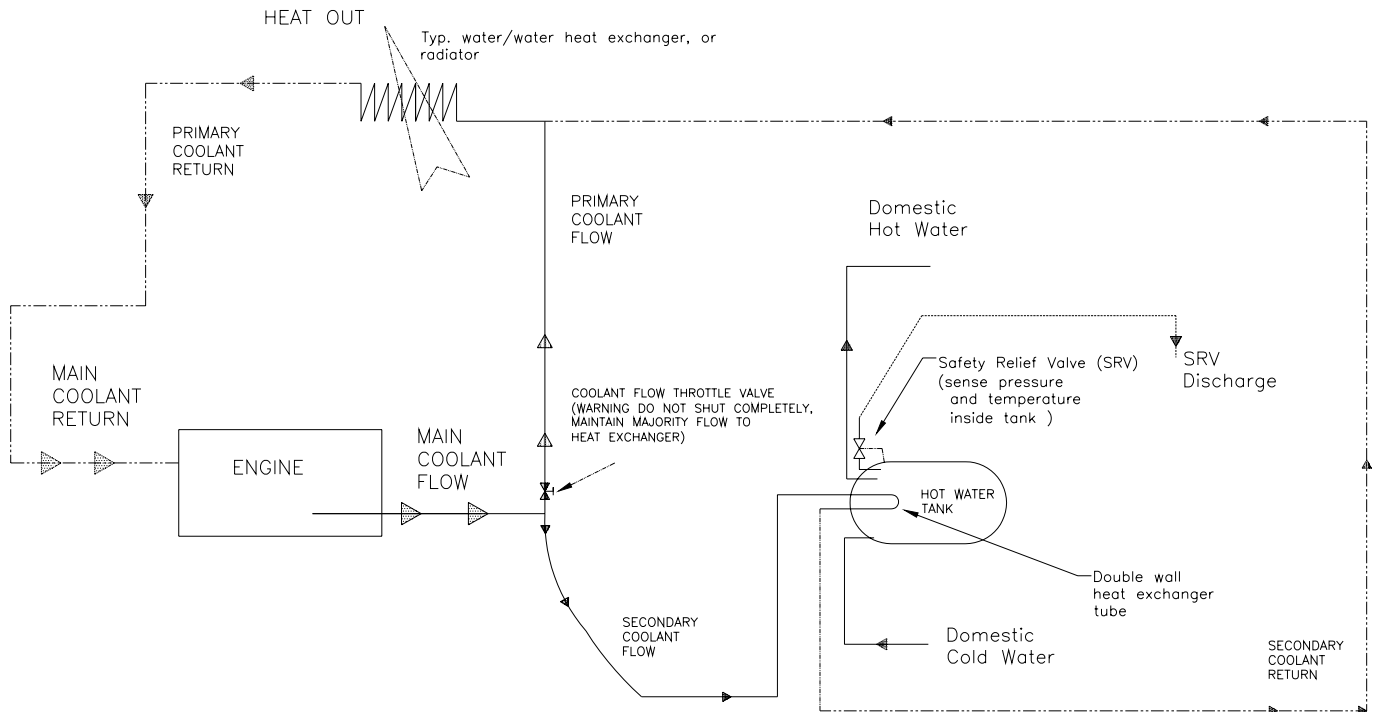 HEAT OUT
Typ. water/water heat exchanger, or
radiator
PRIMARY
COOLANT
RETURN
PRIMARY
COOLANT
FLOW
Domestic
Hot Water
MAIN
COOLANT
RETURN
Safety Relief Valve (SRV)
(sense pressure
and temperature
inside tank )
SRV
Discharge
COOLANT FLOW THROTTLE VALVE
(WARNING DO NOT SHUT COMPLETELY,
MAINTAIN MAJORITY FLOW TO
HEAT EXCHANGER)
ENGINE
MAIN
COOLANT
FLOW
HOT WATER
TANK
Double wall
heat exchanger
tube
SECONDARY
COOLANT
FLOW
Domestic
Cold Water
SECONDARY
COOLANT
RETURN